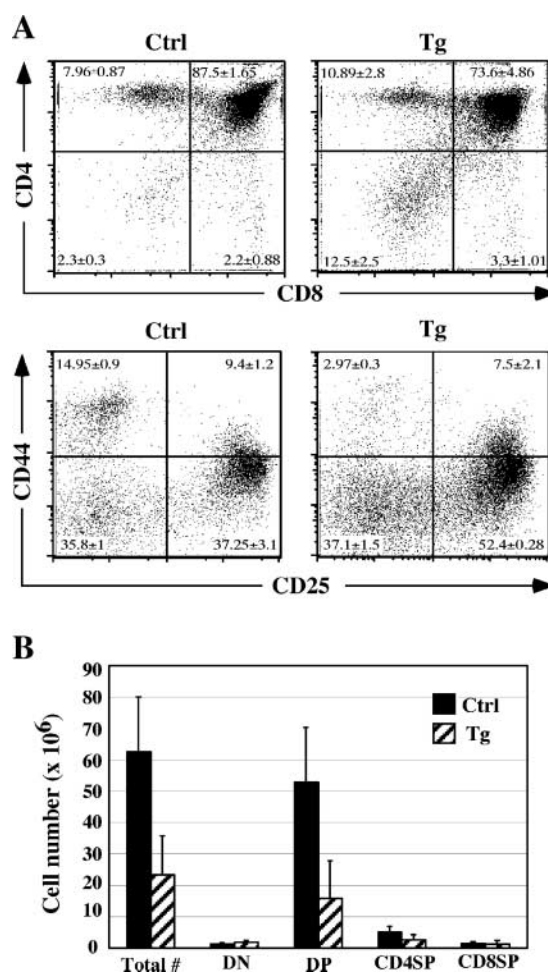 A
Ctrl
Tg
7.96±0.87
87.5±1.65
10.89±2.8
73.6±4.86
CD4
2.3±0.3
2.2±0.88
12.5±2.5
3.3±1.01
CD8
Ctrl
Tg
14.95±0.9
9.4±1.2
2.97±0.3
7.5±2.1
CD44
35.8±1
37.25±3.1
37.1±1.5
52.4±0.28
CD25
B
Cell number (x 10⁶)
90
80
70
60
50
40
30
20
10
0
Ctrl
Tg
Total #
DN
DP
CD4SP
CD8SP